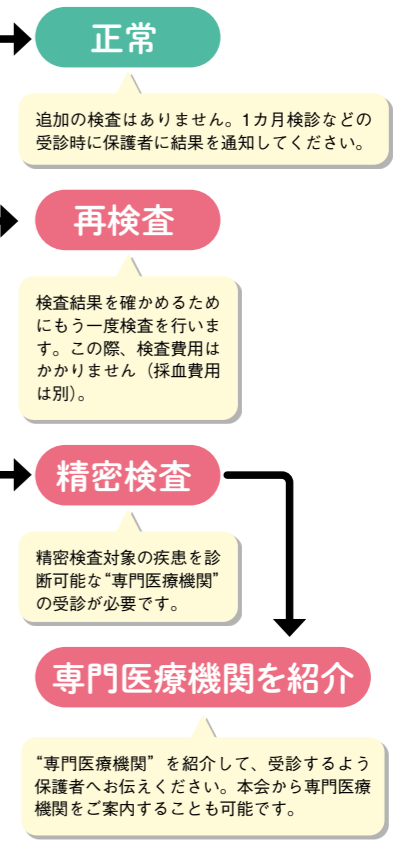 正常
追加の検査はありません。1カ月検診などの
受診時に保護者に結果を通知してください。
再検査
検査結果を確かめるため
にもう一度検査を行いま
す。この際、検査費用は
かかりません（採血費用
は別）。
精密検査
精密検査対象の疾患を診
断可能な“専門医療機関”
の受診が必要です。
専門医療機関を紹介
“専門医療機関”を紹介して、受診するよう
保護者へお伝えください。本会から専門医療
機関をご案内することも可能です。